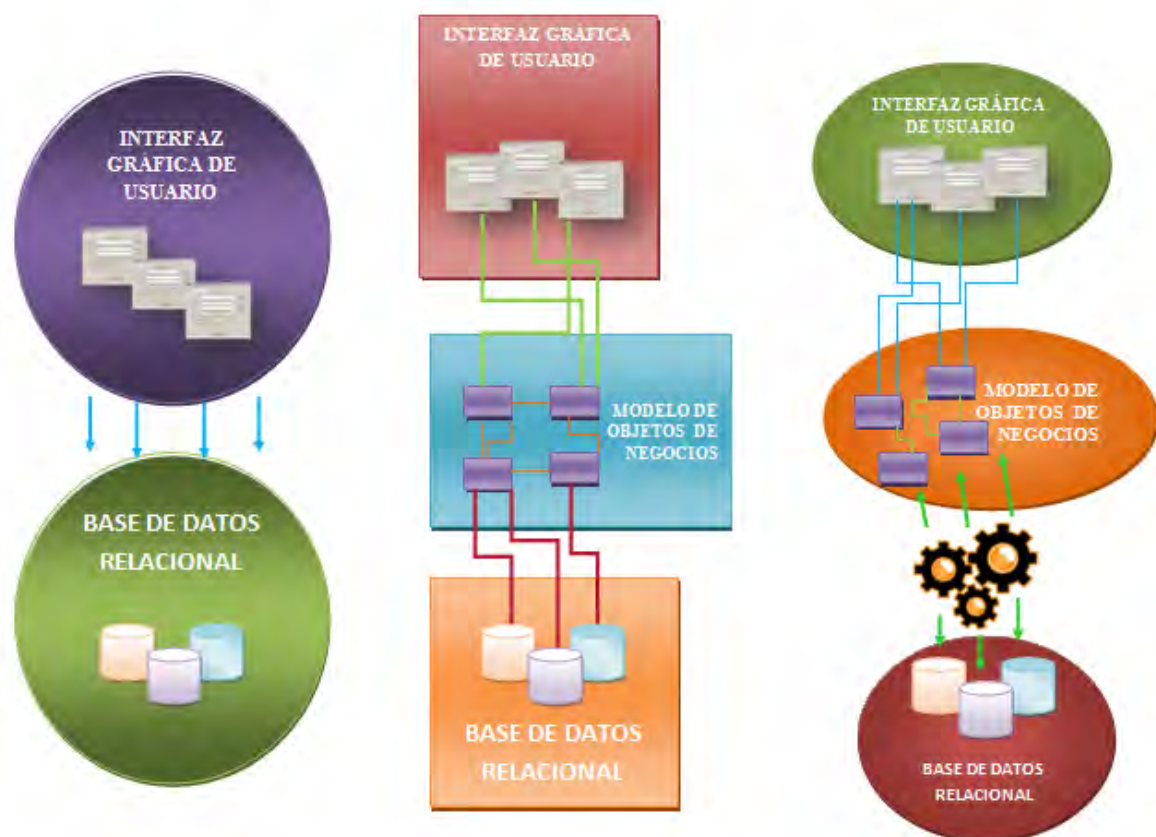 INTERFAZ
GRÁFICA DE
USUARIO
BASE DE DATOS
RELACIONAL
INTERFAZ GRÁFICA
DE USUARIO
MODELO DE
OBJETOS DE
NEGOCIOS
BASE DE DATOS
RELACIONAL
INTERFAZ GRÁFICA
DE USUARIO
MODELO DE
OBJETOS DE
NEGOCIOS
BASE DE DATOS
RELACIONAL